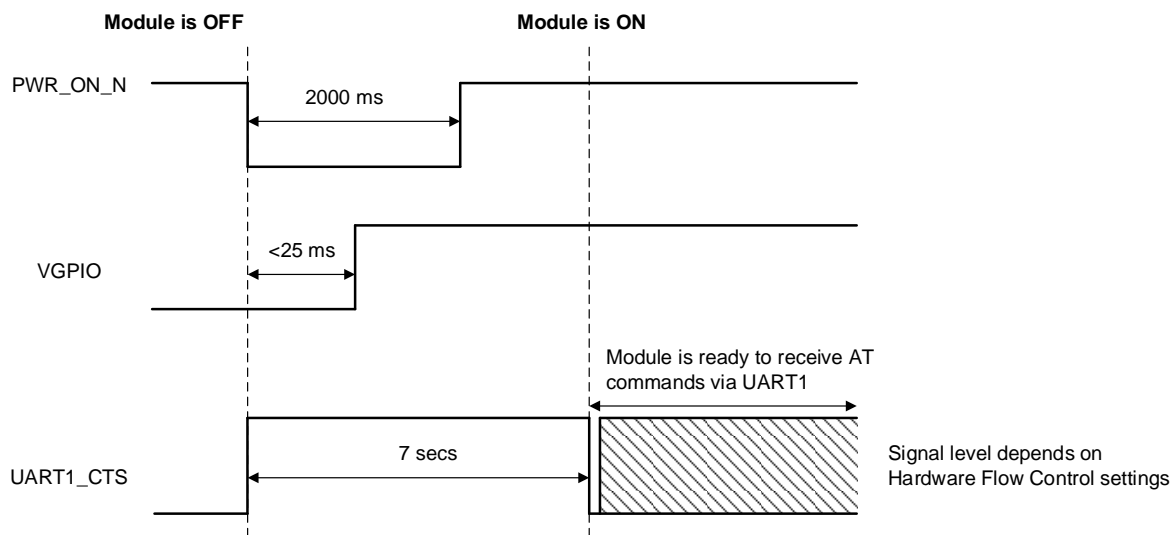 Module is OFF
Module is ON
PWR_ON_N
2000 ms
<25 ms
VGPIO
Module is ready to receive AT
commands via UART1
7 secs
UART1_CTS
Signal level depends on
Hardware Flow Control settings